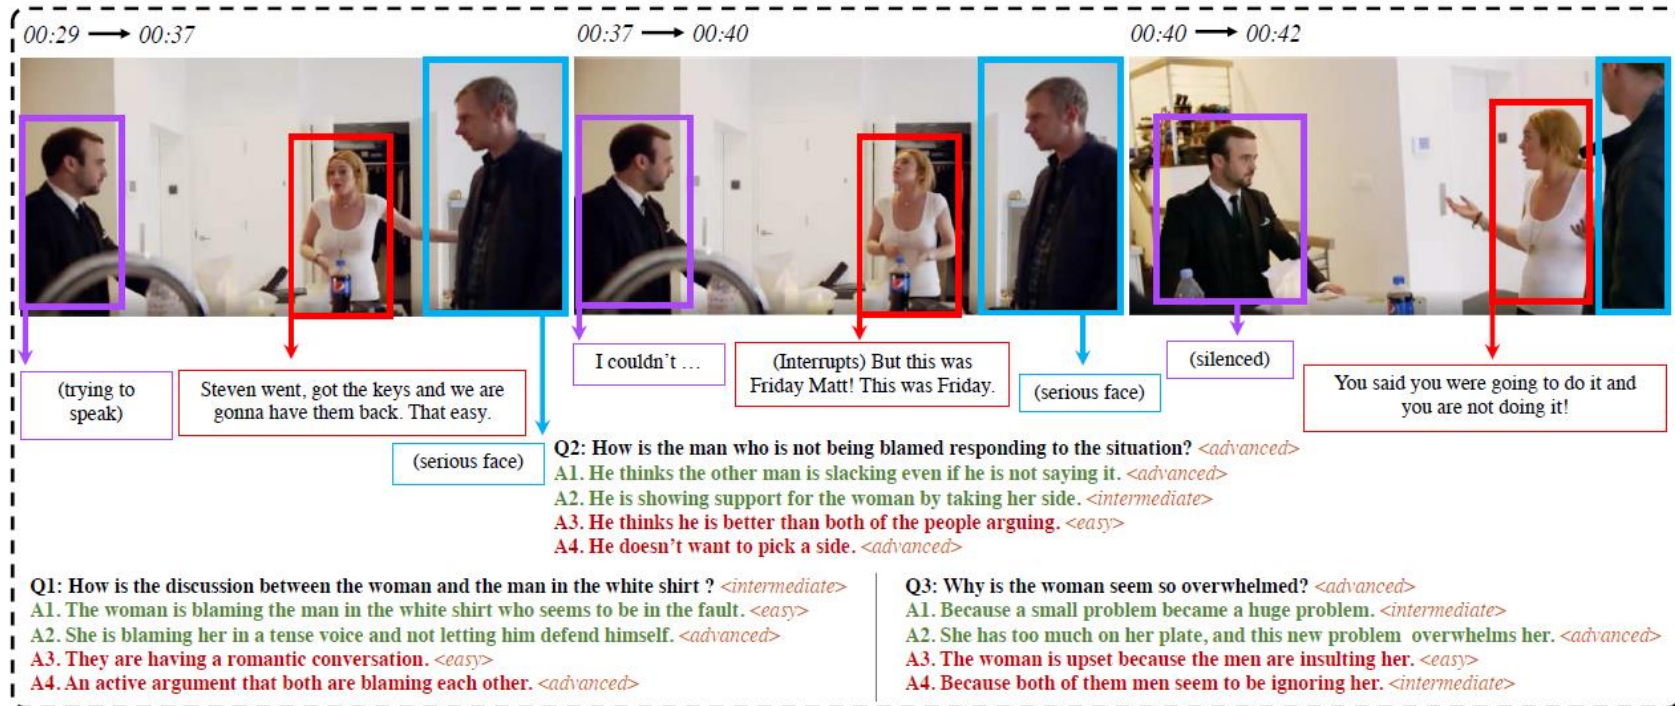 00:29 → 00:37
00:37 → 00:40
00:40 → 00:42
(trying to
speak)
Steven went, got the keys and we are
gonna have them back. That easy.
(serious face)
I couldn't …
(Interrupts) But this was
Friday Matt! This was Friday.
(serious face)
(silenced)
You said you were going to do it and
you are not doing it!
Q2: How is the man who is not being blamed responding to the situation? <advanced>
A1. He thinks the other man is slacking even if he is not saying it. <advanced>
A2. He is showing support for the woman by taking her side. <intermediate>
A3. He thinks he is better than both of the people arguing. <easy>
A4. He doesn't want to pick a side. <advanced>
Q1: How is the discussion between the woman and the man in the white shirt ? <intermediate>
A1. The woman is blaming the man in the white shirt who seems to be in the fault. <easy>
A2. She is blaming her in a tense voice and not letting him defend himself. <advanced>
A3. They are having a romantic conversation. <easy>
A4. An active argument that both are blaming each other. <advanced>
Q3: Why is the woman seem so overwhelmed? <advanced>
A1. Because a small problem became a huge problem. <intermediate>
A2. She has too much on her plate, and this new problem overwhelms her. <advanced>
A3. The woman is upset because the men are insulting her. <easy>
A4. Because both of them men seem to be ignoring her. <intermediate>